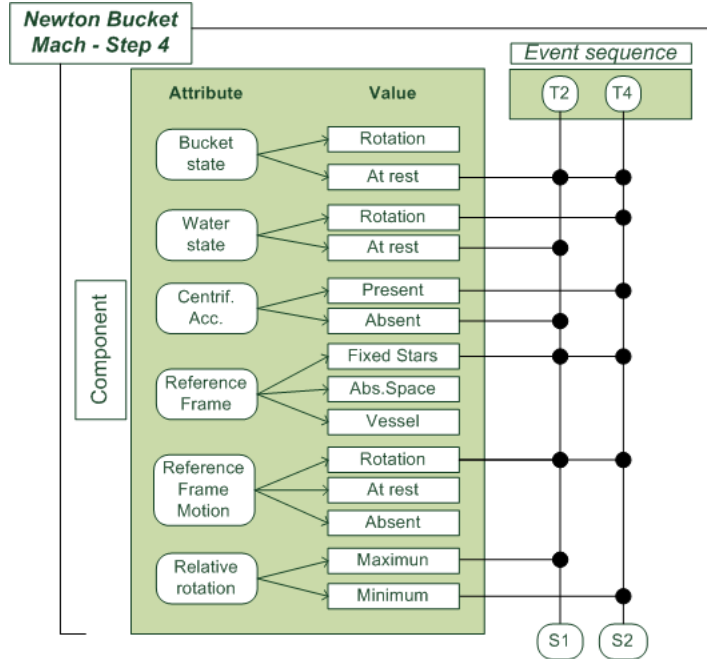 Newton Bucket
Mach - Step 4
Event sequence
Attribute
Value
T2
T4
Bucket
state
Rotation
At rest
Water
state
Rotation
At rest
Centrif.
Acc.
Present
Absent
Component
Reference
Frame
Fixed Stars
Abs.Space
Vessel
Reference
Frame
Motion
Rotation
At rest
Absent
Relative
rotation
Maximun
Minimum
S1
S2